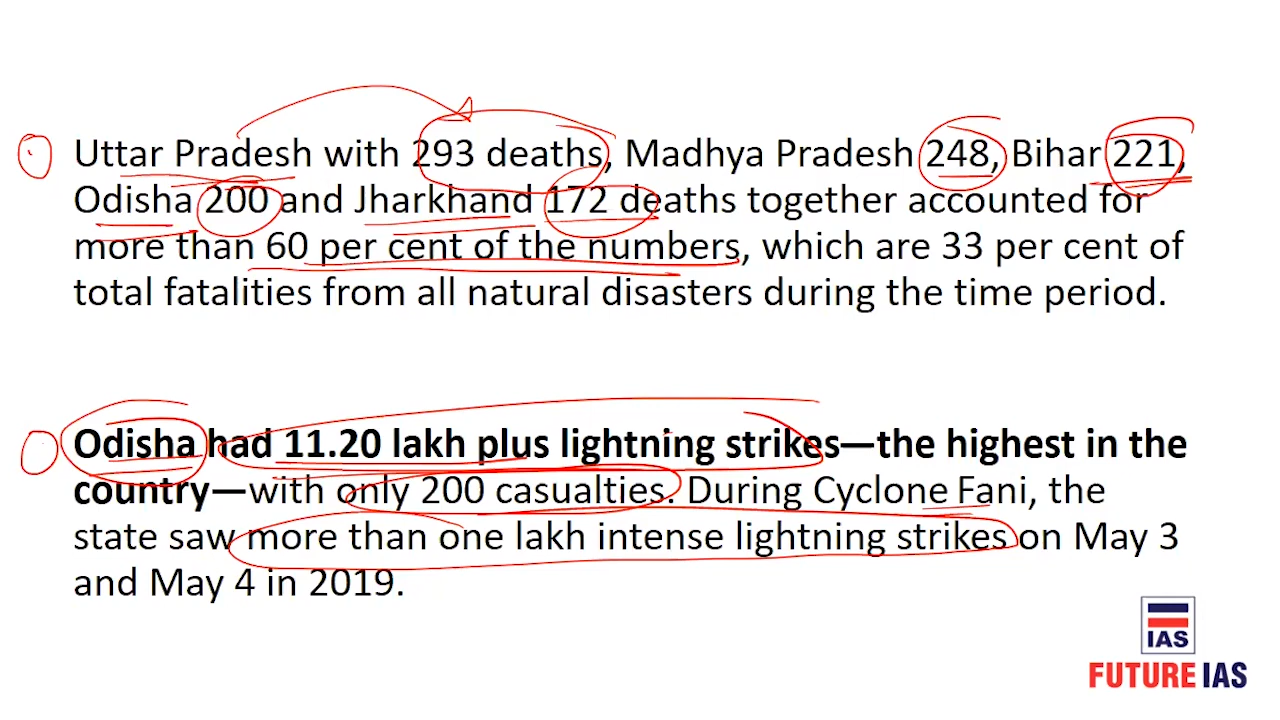 Uttar Pradesh with 293 deaths, Madhya Pradesh 248, Bihar 221,
Odisha 200 and Jharkhand 172 deaths together accounted for
more than 60 per cent of the numbers, which are 33 per cent of
total fatalities from all natural disasters during the time period.
Odisha had 11.20 lakh plus lightning strikes—the highest in the
country—with only 200 casualties. During Cyclone Fani, the
state saw more than one lakh intense lightning strikes on May 3
and May 4 in 2019.
IAS
FUTURE IAS